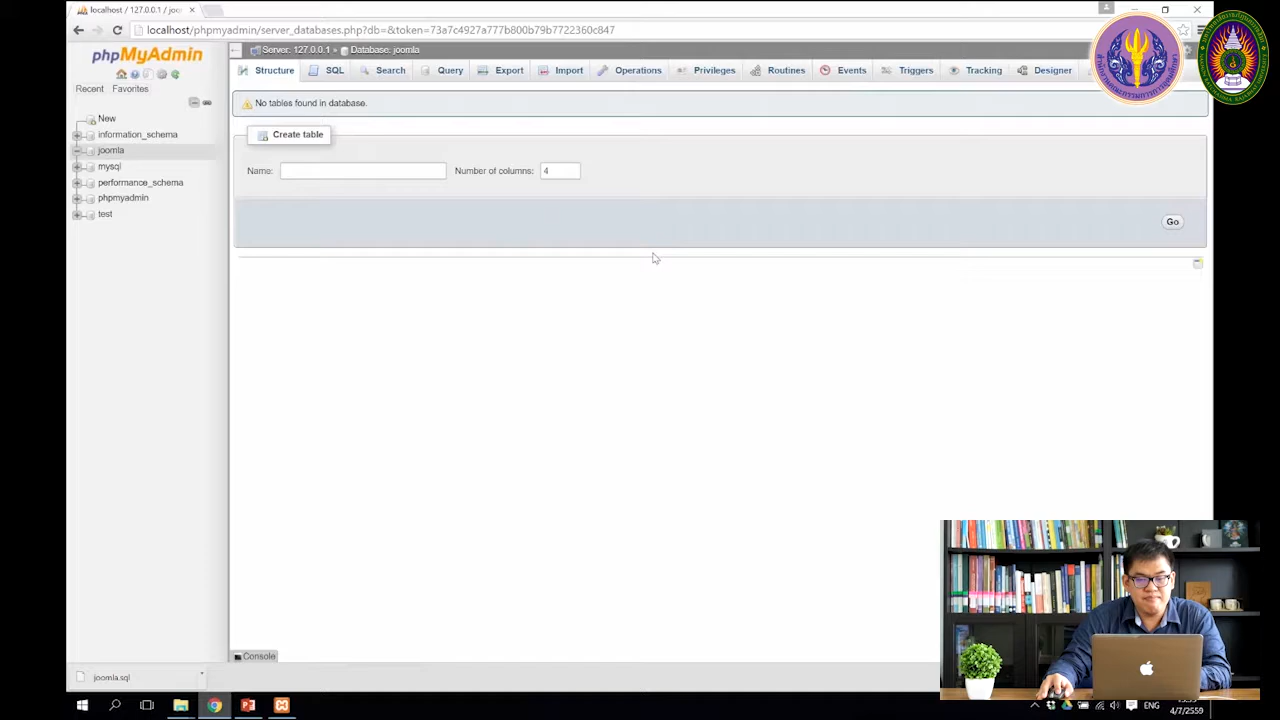 localhost / 127.0.0.1 / joo
localhost/phpmyadmin/server_databases.php?db=&token=73a7c4927a777b800b79b7722360c847
phpMyAdmin
Server: 127.0.0.1 » Database: joomla
Structure SQL Search Query Export Import Operations Privileges Routines Events Triggers Tracking Designer
Recent Favorites
No tables found in database.
New
information_schema
joomla
mysql
performance_schema
phpmyadmin
test
Create table
Name: Number of columns: 4
Go
Console
joomla.sql
ENG
4/7/2559